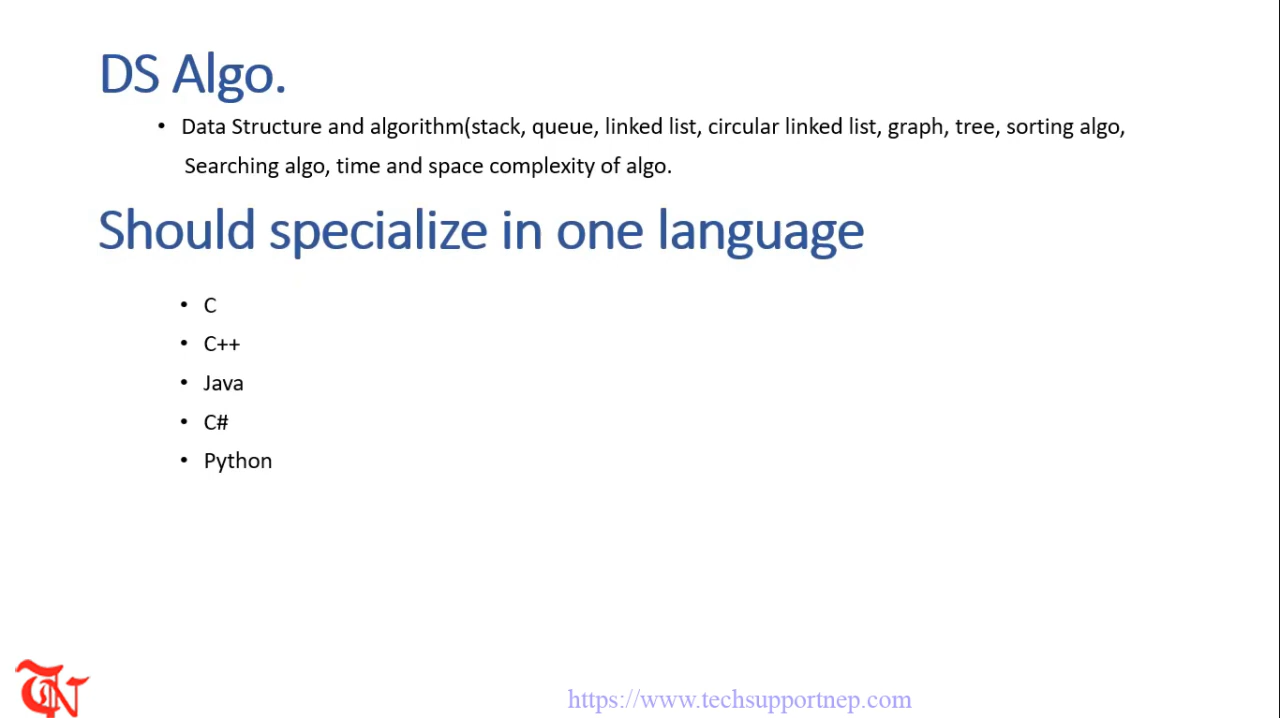 DS Algo.
• Data Structure and algorithm(stack, queue, linked list, circular linked list, graph, tree, sorting algo,
Searching algo, time and space complexity of algo.
Should specialize in one language
• C
• C++
• Java
• C#
• Python
TN
https://www.techsupportnep.com